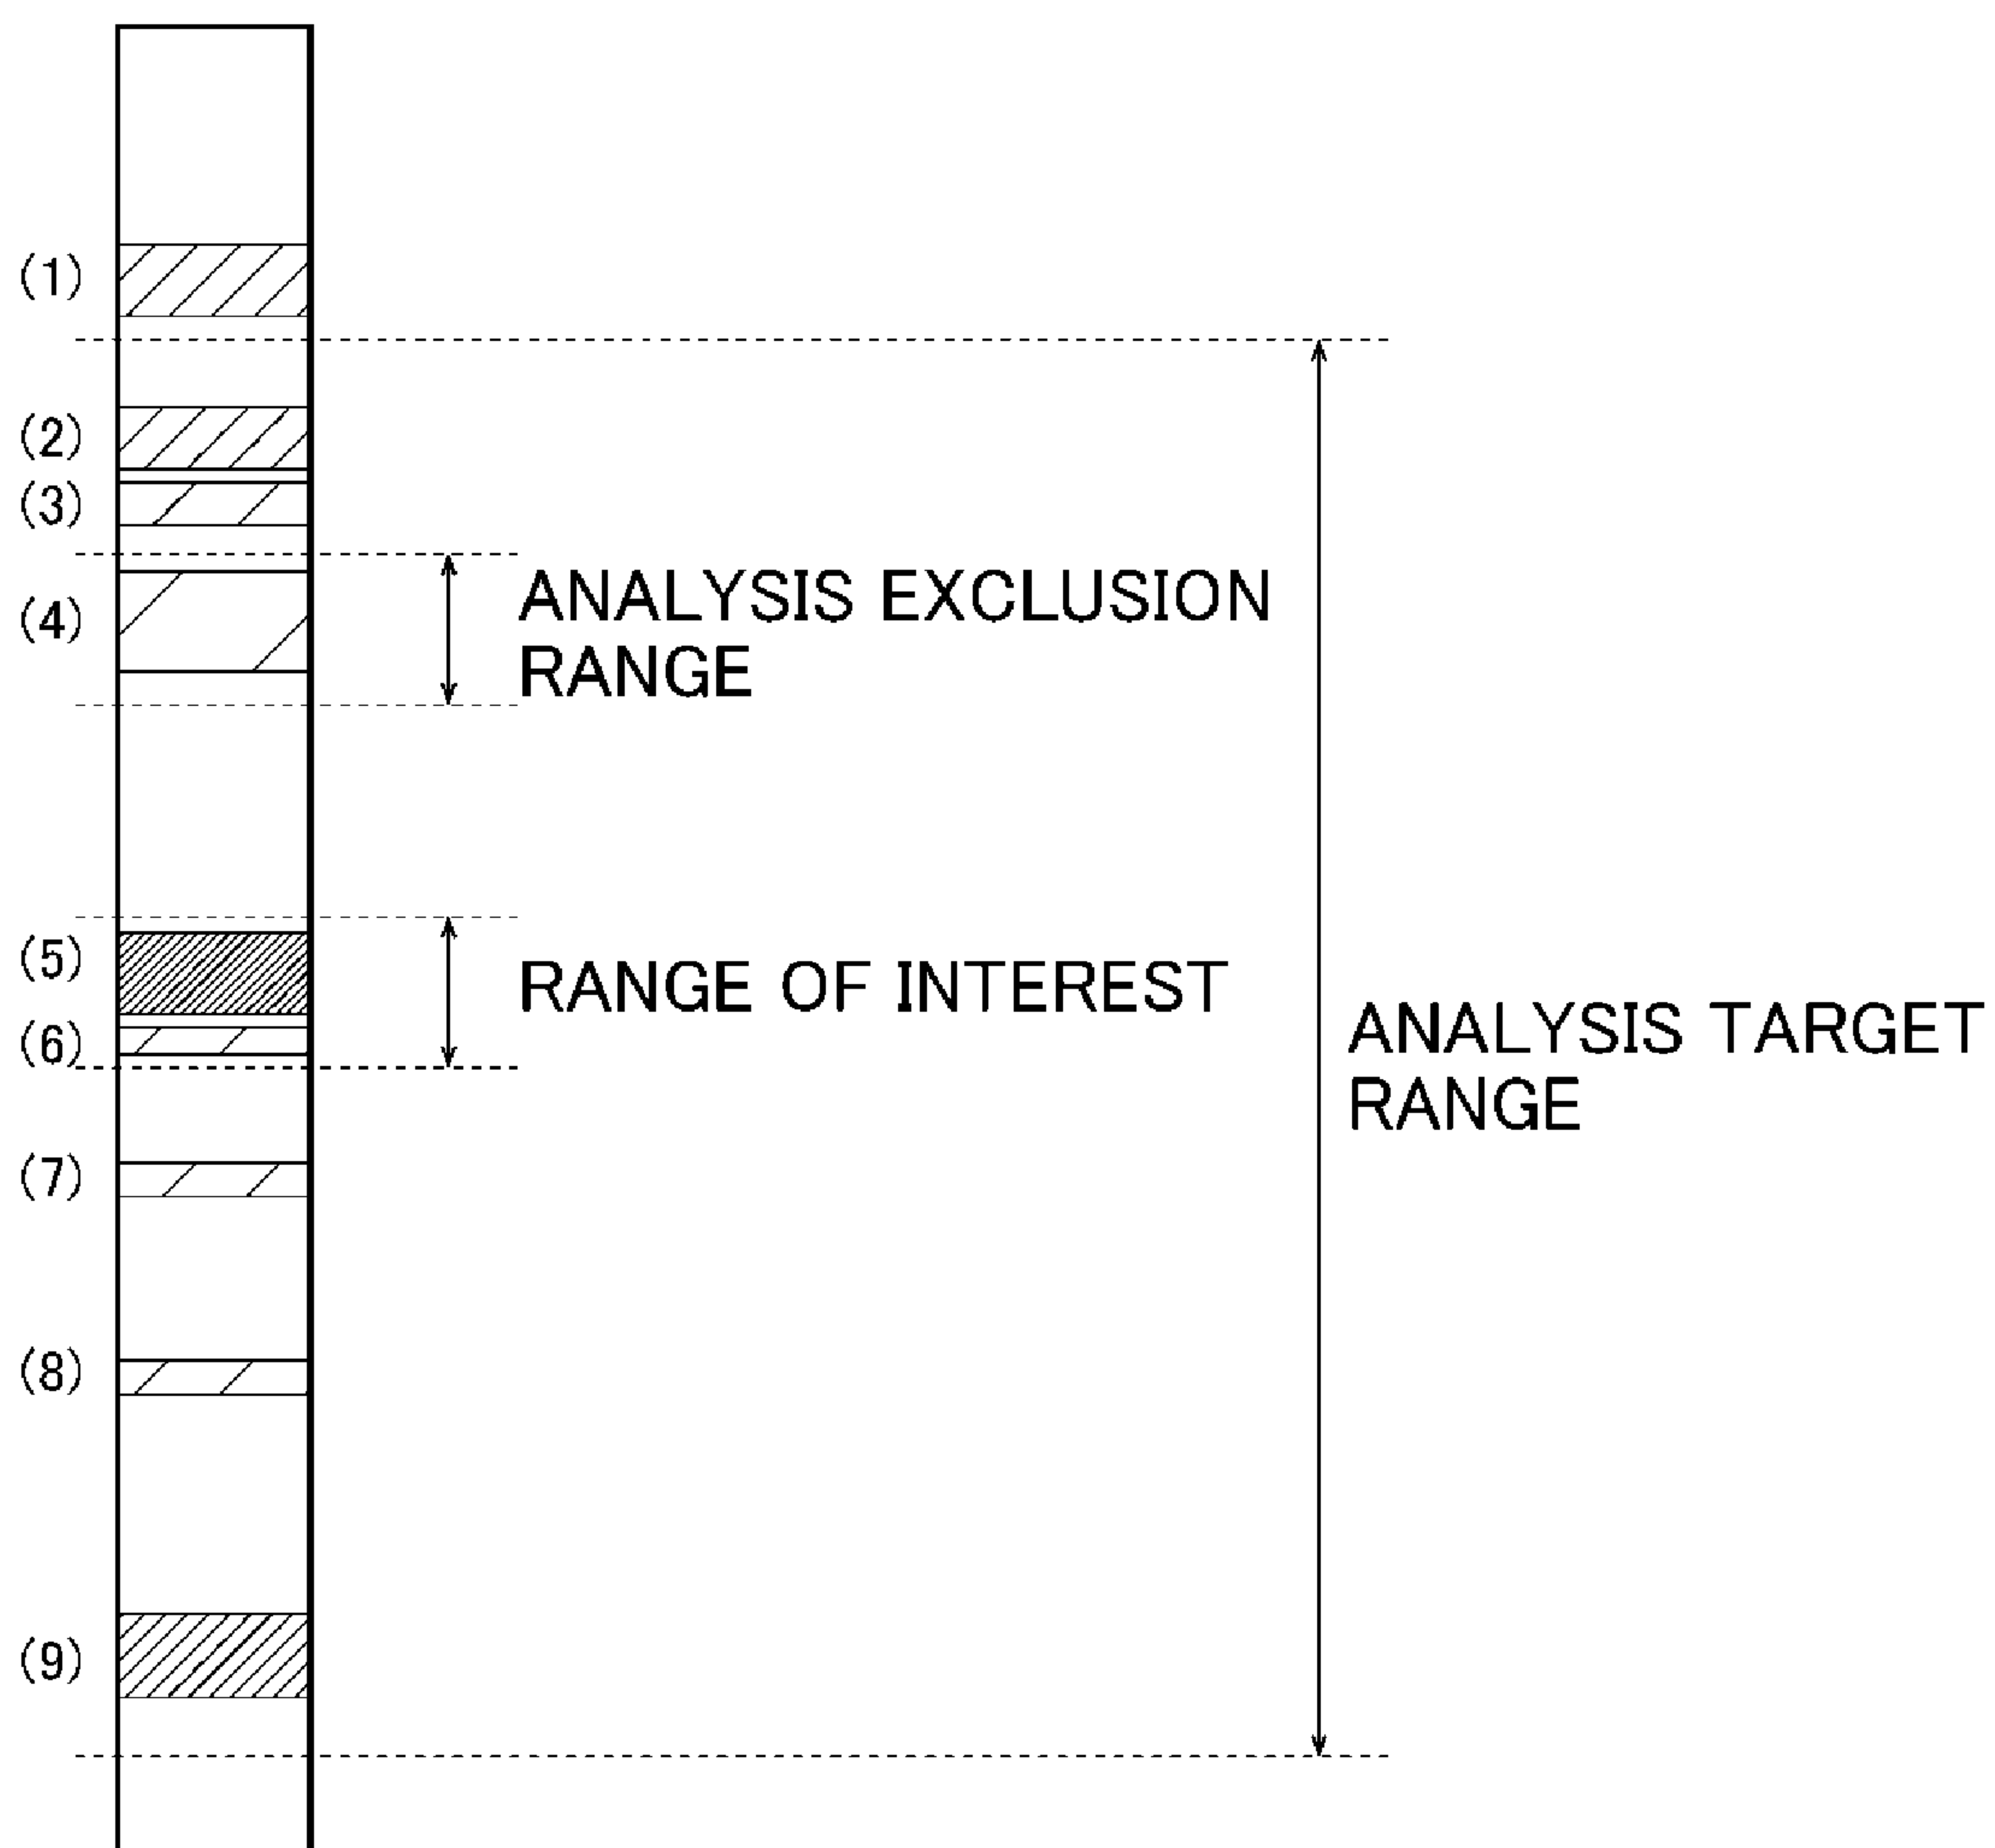 (1)
(2)
(3)
(4)
ANALYSIS EXCLUSION
RANGE
(5)
RANGE OF INTEREST
(6)
ANALYSIS TARGET
RANGE
(7)
(8)
(9)